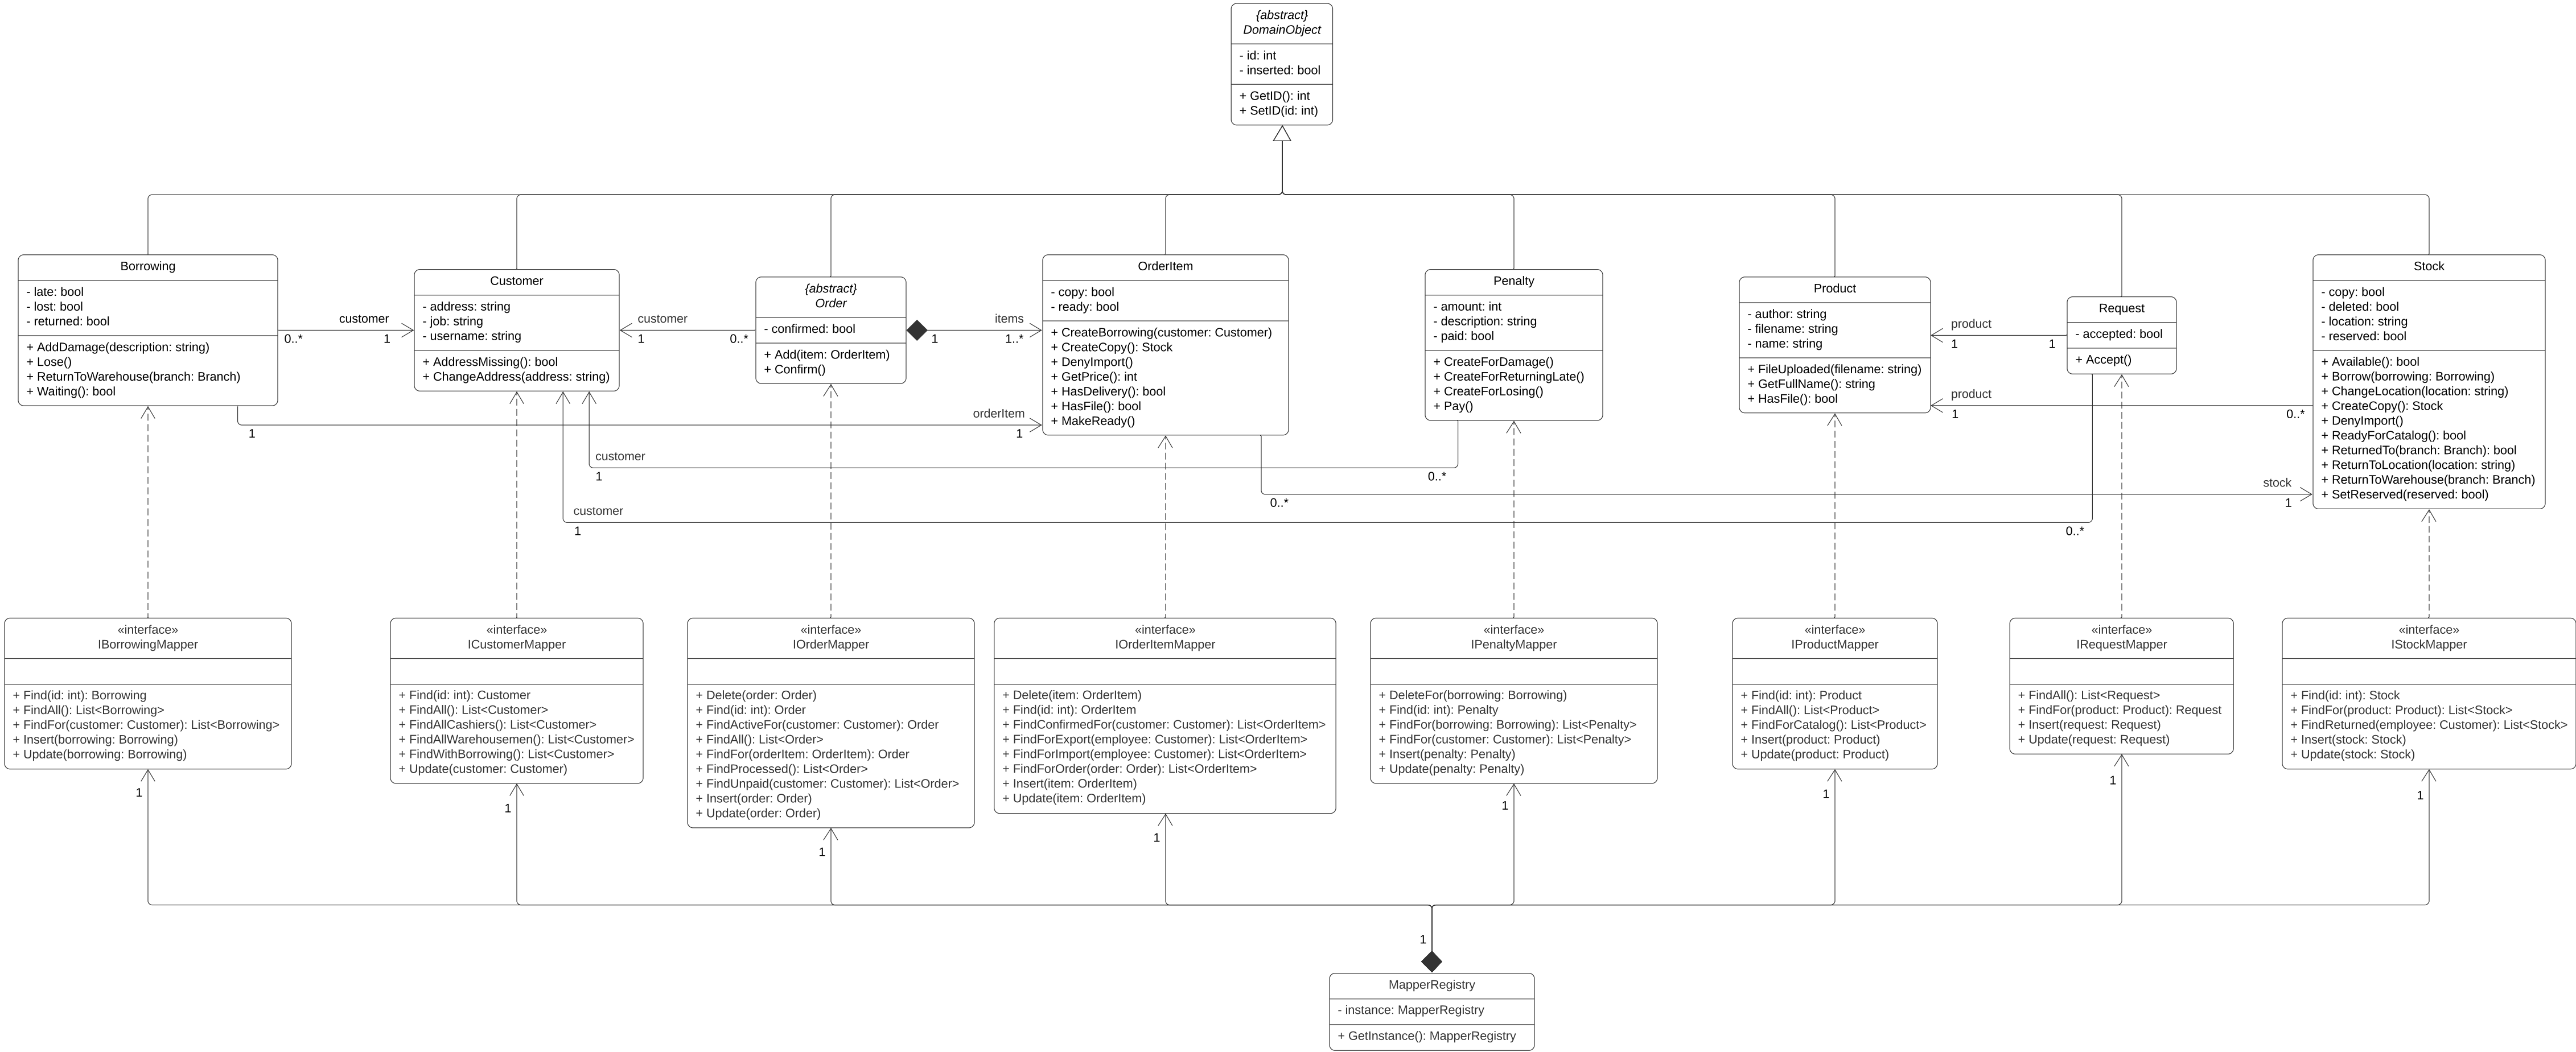 {abstract}
DomainObject
- id: int
- inserted: bool
+ GetID(): int
+ SetID(id: int)
Borrowing
- late: bool
- lost: bool
- returned: bool
+ AddDamage(description: string)
+ Lose()
+ ReturnToWarehouse(branch: Branch)
+ Waiting(): bool
customer
0..*
1
Customer
- address: string
- job: string
- username: string
+ AddressMissing(): bool
+ ChangeAddress(address: string)
customer
1
0..*
{abstract}
Order
- confirmed: bool
+ Add(item: OrderItem)
+ Confirm()
items
1
1..*
OrderItem
- copy: bool
- ready: bool
+ CreateBorrowing(customer: Customer)
+ CreateCopy(): Stock
+ DenyImport()
+ GetPrice(): int
+ HasDelivery(): bool
+ HasFile(): bool
+ MakeReady()
Penalty
- amount: int
- description: string
- paid: bool
+ CreateForDamage()
+ CreateForReturningLate()
+ CreateForLosing()
+ Pay()
Product
- author: string
- filename: string
- name: string
+ FileUploaded(filename: string)
+ GetFullName(): string
+ HasFile(): bool
product
1
1
Request
- accepted: bool
+ Accept()
product
1
0..*
Stock
- copy: bool
- deleted: bool
- location: string
- reserved: bool
+ Available(): bool
+ Borrow(borrowing: Borrowing)
+ ChangeLocation(location: string)
+ CreateCopy(): Stock
+ DenyImport()
+ ReadyForCatalog(): bool
+ ReturnedTo(branch: Branch): bool
+ ReturnToLocation(location: string)
+ ReturnToWarehouse(branch: Branch)
+ SetReserved(reserved: bool)
orderItem
1
1
customer
1
0..*
stock
0..*
1
customer
1
0..*
«interface»
IBorrowingMapper
+ Find(id: int): Borrowing
+ FindAll(): List<Borrowing>
+ FindFor(customer: Customer): List<Borrowing>
+ Insert(borrowing: Borrowing)
+ Update(borrowing: Borrowing)
1
«interface»
ICustomerMapper
+ Find(id: int): Customer
+ FindAll(): List<Customer>
+ FindAllCashiers(): List<Customer>
+ FindAllWarehousemen(): List<Customer>
+ FindWithBorrowing(): List<Customer>
+ Update(customer: Customer)
1
«interface»
IOrderMapper
+ Delete(order: Order)
+ Find(id: int): Order
+ FindActiveFor(customer: Customer): Order
+ FindAll(): List<Order>
+ FindFor(orderItem: OrderItem): Order
+ FindProcessed(): List<Order>
+ FindUnpaid(customer: Customer): List<Order>
+ Insert(order: Order)
+ Update(order: Order)
1
«interface»
IOrderItemMapper
+ Delete(item: OrderItem)
+ Find(id: int): OrderItem
+ FindConfirmedFor(customer: Customer): List<OrderItem>
+ FindForExport(employee: Customer): List<OrderItem>
+ FindForImport(employee: Customer): List<OrderItem>
+ FindForOrder(order: Order): List<OrderItem>
+ Insert(item: OrderItem)
+ Update(item: OrderItem)
1
«interface»
IPenaltyMapper
+ DeleteFor(borrowing: Borrowing)
+ Find(id: int): Penalty
+ FindFor(borrowing: Borrowing): List<Penalty>
+ FindFor(customer: Customer): List<Penalty>
+ Insert(penalty: Penalty)
+ Update(penalty: Penalty)
1
«interface»
IProductMapper
+ Find(id: int): Product
+ FindAll(): List<Product>
+ FindForCatalog(): List<Product>
+ Insert(product: Product)
+ Update(product: Product)
1
«interface»
IRequestMapper
+ FindAll(): List<Request>
+ FindFor(product: Product): Request
+ Insert(request: Request)
+ Update(request: Request)
1
«interface»
IStockMapper
+ Find(id: int): Stock
+ FindFor(product: Product): List<Stock>
+ FindReturned(employee: Customer): List<Stock>
+ Insert(stock: Stock)
+ Update(stock: Stock)
1
1
MapperRegistry
- instance: MapperRegistry
+ GetInstance(): MapperRegistry